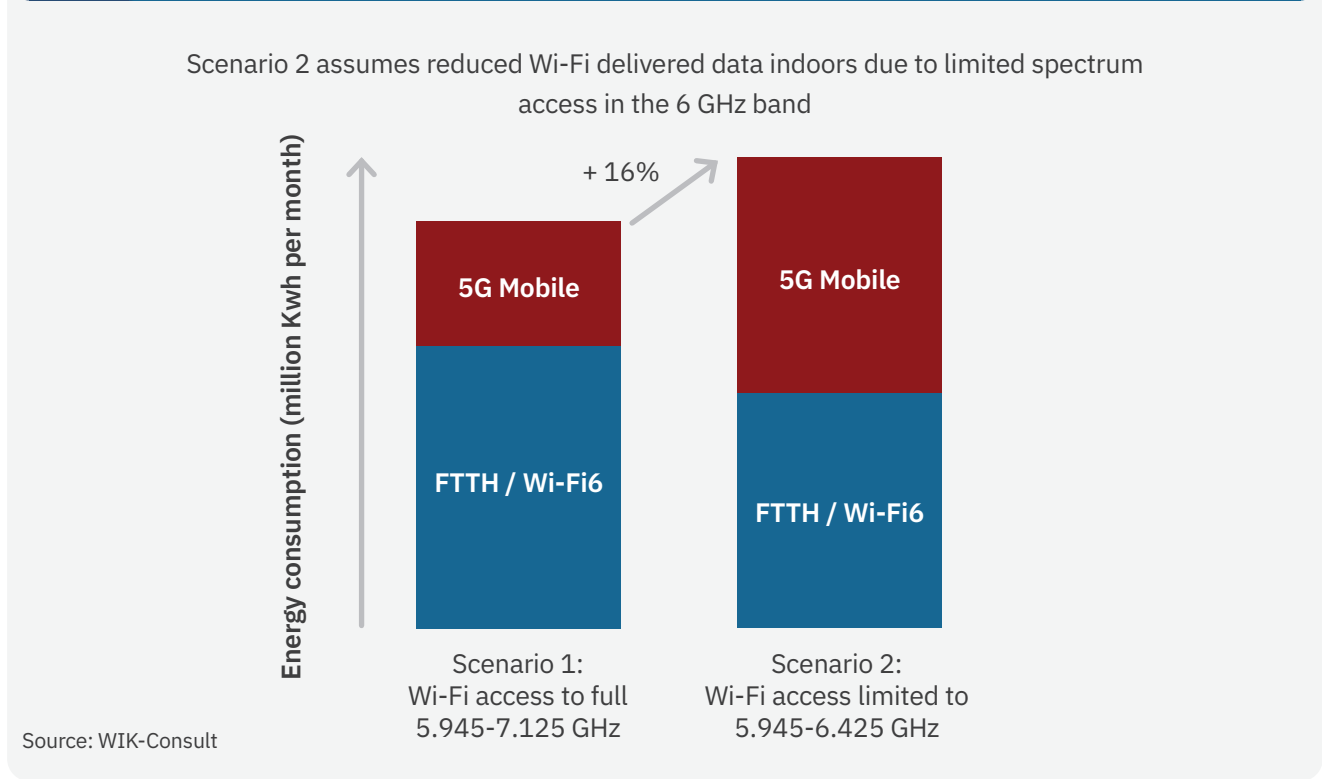 Scenario 2 assumes reduced Wi-Fi delivered data indoors due to limited spectrum
access in the 6 GHz band
Energy consumption (million Kwh per month)
+ 16%
5G Mobile
5G Mobile
FTTH / Wi-Fi6
FTTH / Wi-Fi6
Scenario 1:
Wi-Fi access to full
5.945-7.125 GHz
Scenario 2:
Wi-Fi access limited to
5.945-6.425 GHz
Source: WIK-Consult